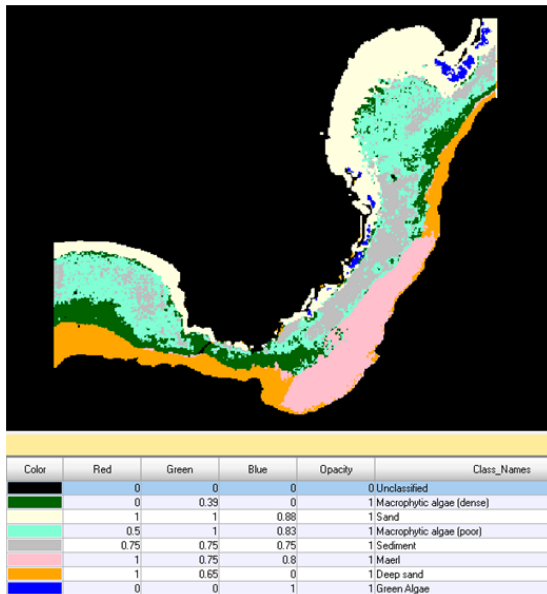 Color Red Green Blue Opacity Class_Names
0 0 0 0 Unclassified
0 0.39 0 1 Macrophytic algae (dense)
1 1 0.88 1 Sand
0.5 1 0.83 1 Macrophytic algae (poor)
0.75 0.75 0.75 1 Sediment
1 0.75 0.8 1 Maerl
1 0.65 0 1 Deep sand
0 0 1 1 Green Algae